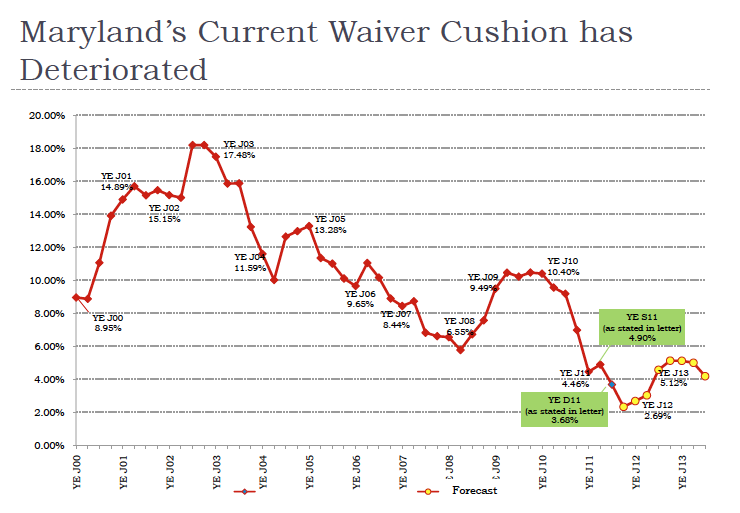 Maryland's Current Waiver Cushion has
Deteriorated
20.00%
18.00%
16.00%
14.00%
12.00%
10.00%
8.00%
6.00%
4.00%
2.00%
0.00%
YE J00
8.95%
YE J01
14.89%
YE J02
15.15%
YE J03
17.48%
YE J04
11.59%
YE J05
13.28%
YE J06
9.65%
YE J07
8.44%
YE J08
6.55%
YE J09
9.49%
YE J10
10.40%
YE J11
4.46%
YE S11
(as stated in letter)
4.90%
YE D11
(as stated in letter)
3.68%
YE J12
2.69%
YE J13
5.12%
YE J00
YE J01
YE J02
YE J03
YE J04
YE J05
YE J06
YE J07
YE J08
YE J09
YE J10
YE J11
YE J12
YE J13
Forecast